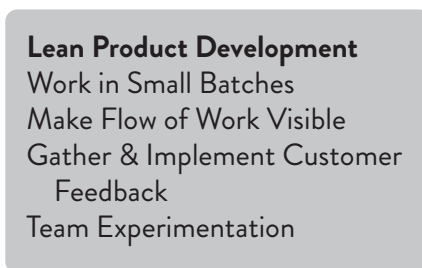 Lean Product Development
Work in Small Batches
Make Flow of Work Visible
Gather & Implement Customer
Feedback
Team Experimentation